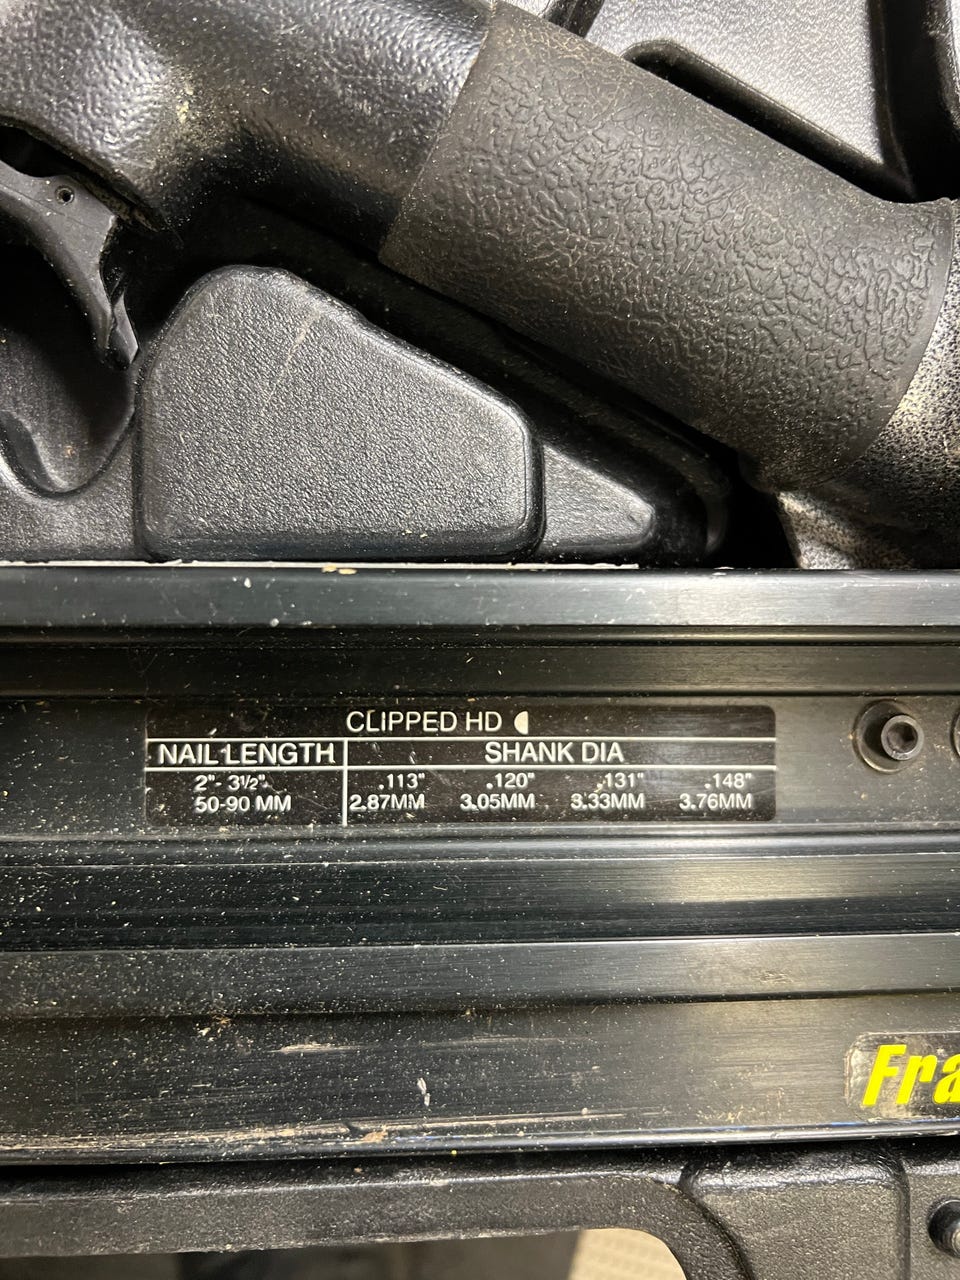 CLIPPED HD
NAIL LENGTH SHANK DIA
2"- 3½" .113" .120" .131" .148"
50-90 MM 2.87MM 3.05MM 3.33MM 3.76MM
Fra